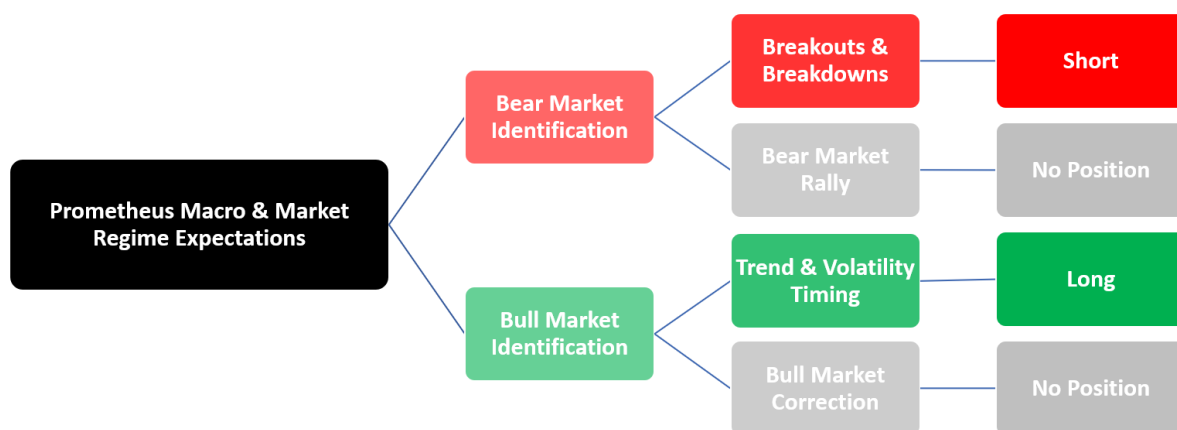 Prometheus Macro & Market
Regime Expectations
Bear Market
Identification
Breakouts &
Breakdowns
Short
Bear Market
Rally
No Position
Bull Market
Identification
Trend & Volatility
Timing
Long
Bull Market
Correction
No Position